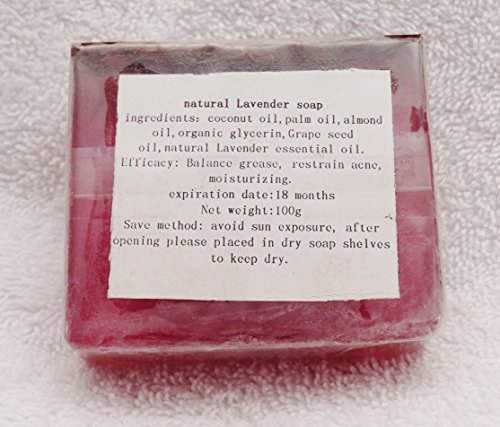 natural Lavender soap
ingredients: coconut oil,palm oil,almond
oil,organic glycerin,Grape seed
oil,natural Lavender essential oil.
Efficacy: Balance grease, restrain acne,
moisturizing.
expiration date:18 months
Net weight:100g
Save method: avoid sun exposure, after
opening please placed in dry soap shelves
to keep dry.